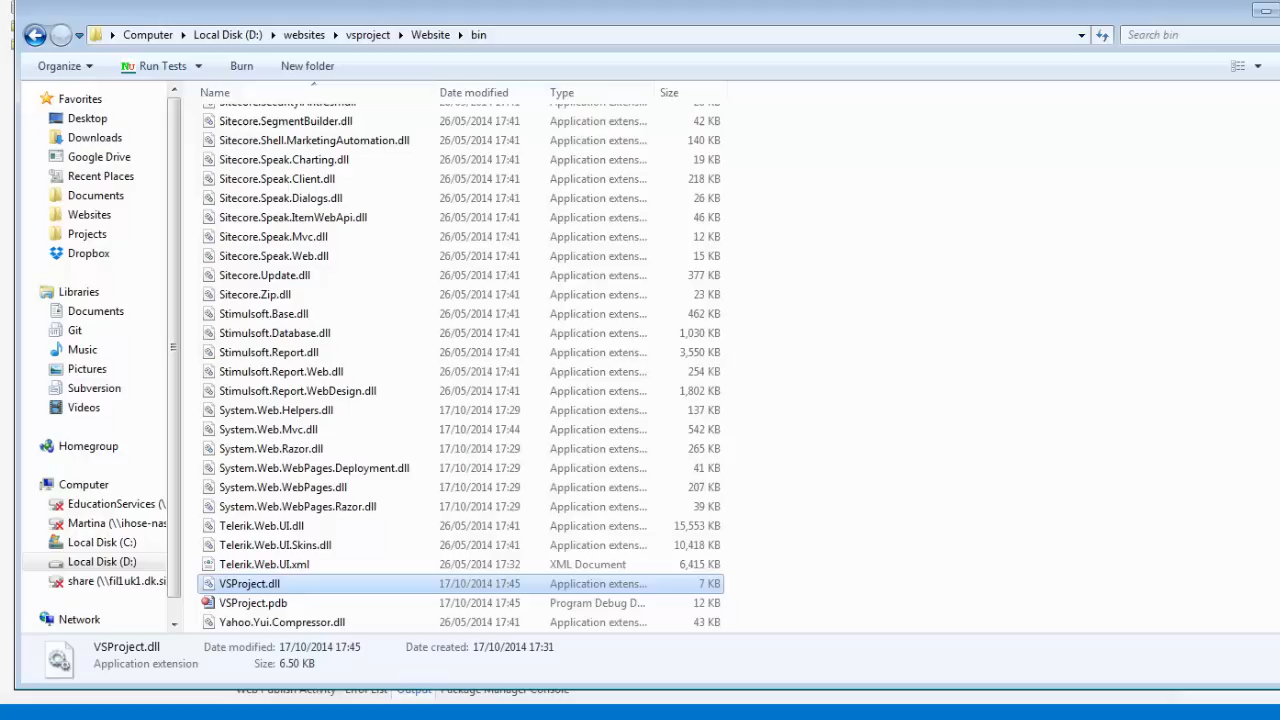 Computer Local Disk (D:) websites vsproject Website bin Search bin
Organize Run Tests Burn New folder
Name Date modified Type Size
Favorites
Desktop
Downloads
Google Drive
Recent Places
Documents
Websites
Projects
Dropbox
Libraries
Documents
Git
Music
Pictures
Subversion
Videos
Homegroup
Computer
EducationServices (\
Martina (\\ihose-nas
Local Disk (C:)
Local Disk (D:)
share (\\fil1uk1.dk.si
Network
Sitecore.SegmentBuilder.dll 26/05/2014 17:41 Application extens... 42 KB
Sitecore.Shell.MarketingAutomation.dll 26/05/2014 17:41 Application extens... 140 KB
Sitecore.Speak.Charting.dll 26/05/2014 17:41 Application extens... 19 KB
Sitecore.Speak.Client.dll 26/05/2014 17:41 Application extens... 218 KB
Sitecore.Speak.Dialogs.dll 26/05/2014 17:41 Application extens... 26 KB
Sitecore.Speak.ItemWebApi.dll 26/05/2014 17:41 Application extens... 46 KB
Sitecore.Speak.Mvc.dll 26/05/2014 17:41 Application extens... 12 KB
Sitecore.Speak.Web.dll 26/05/2014 17:41 Application extens... 15 KB
Sitecore.Update.dll 26/05/2014 17:41 Application extens... 377 KB
Sitecore.Zip.dll 26/05/2014 17:41 Application extens... 23 KB
Stimulsoft.Base.dll 26/05/2014 17:41 Application extens... 462 KB
Stimulsoft.Database.dll 26/05/2014 17:41 Application extens... 1,030 KB
Stimulsoft.Report.dll 26/05/2014 17:41 Application extens... 3,550 KB
Stimulsoft.Report.Web.dll 26/05/2014 17:41 Application extens... 254 KB
Stimulsoft.Report.WebDesign.dll 26/05/2014 17:41 Application extens... 1,802 KB
System.Web.Helpers.dll 17/10/2014 17:29 Application extens... 137 KB
System.Web.Mvc.dll 17/10/2014 17:44 Application extens... 542 KB
System.Web.Razor.dll 17/10/2014 17:29 Application extens... 265 KB
System.Web.WebPages.Deployment.dll 17/10/2014 17:29 Application extens... 41 KB
System.Web.WebPages.dll 17/10/2014 17:29 Application extens... 207 KB
System.Web.WebPages.Razor.dll 17/10/2014 17:29 Application extens... 39 KB
Telerik.Web.UI.dll 26/05/2014 17:41 Application extens... 15,553 KB
Telerik.Web.UI.Skins.dll 26/05/2014 17:41 Application extens... 10,418 KB
Telerik.Web.UI.xml 26/05/2014 17:32 XML Document 6,415 KB
VSProject.dll 17/10/2014 17:45 Application extens... 7 KB
VSProject.pdb 17/10/2014 17:45 Program Debug D... 12 KB
Yahoo.Yui.Compressor.dll 26/05/2014 17:41 Application extens... 43 KB
VSProject.dll Date modified: 17/10/2014 17:45 Date created: 17/10/2014 17:31
Application extension Size: 6.50 KB
Web Publish Activity Error List Output Package Manager Console